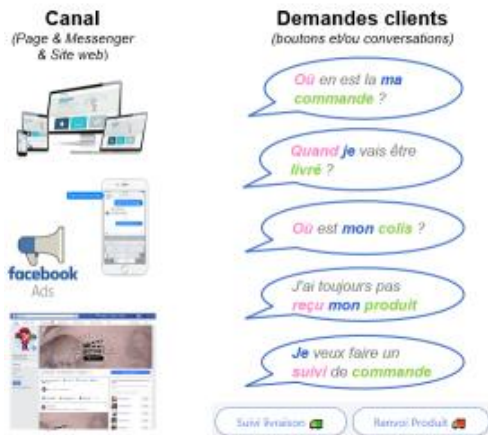 Canal
(Page & Messenger
& Site web)
facebook
Ads
Demandes clients
(boutons et/ou conversations)
Où en est la ma
commande ?
Quand je vais être
livré ?
Où est mon colis ?
J'ai toujours pas
reçu mon produit
Je veux faire un
suivi de commande
Suivi livraison
Renvoi Produit